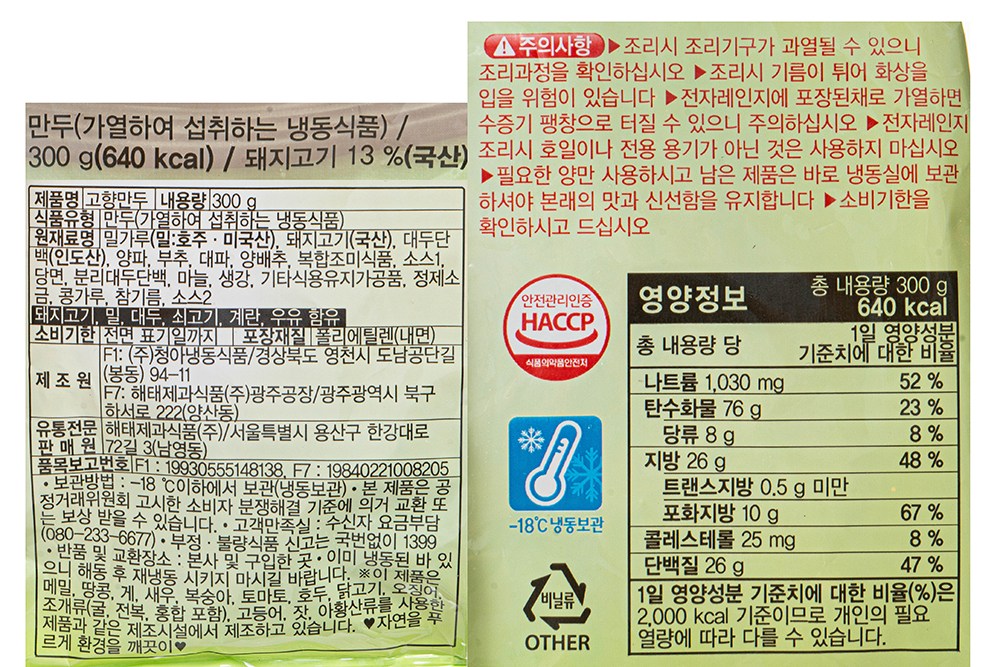 만두(가열하여 섭취하는 냉동식품) /
300 g(640 kcal) / 돼지고기 13 %(국산)
제품명 고향만두 내용량 300 g
식품유형 만두(가열하여 섭취하는 냉동식품)
원재료명 밀가루(밀:호주·미국산), 돼지고기(국산), 대두단
백(인도산), 양파, 부추, 대파, 양배추, 복합조미식품, 소스1,
당면, 분리대두단백, 마늘, 생강, 기타식용유지가공품, 정제소
금, 콩가루, 참기름, 소스2
돼지고기, 밀, 대두, 쇠고기, 계란, 우유 함유
소비기한 전면 표기일까지 포장재질 폴리에틸렌(내면)
제조원 F1: (주)청아냉동식품/경상북도 영천시 도남공단길
(봉동) 94-11
F7: 해태제과식품(주)광주공장/광주광역시 북구
하서로 222(양산동)
유통전문판매원 해태제과식품(주)/서울특별시 용산구 한강대로
72길 3(남영동)
품목보고번호 F1 : 19930555148138, F7 : 19840221008205
• 보관방법 : -18 ℃이하에서 보관(냉동보관) • 본 제품은 공
정거래위원회 고시한 소비자 분쟁해결 기준에 의거 교환 또
는 보상 받을 수 있습니다. • 고객만족실 : 수신자 요금부담
(080-233-6677) • 부정·불량식품 신고는 국번없이 1399
• 반품 및 교환장소 : 본사 및 구입한 곳 • 이미 냉동된 바 있
으니 해동 후 재냉동 시키지 마시길 바랍니다. ※이 제품은
메밀, 땅콩, 게, 새우, 복숭아, 토마토, 호두, 닭고기, 오징어,
조개류(굴, 전복, 홍합 포함), 고등어, 잣, 아황산류를 사용한
제품과 같은 제조시설에서 제조하고 있습니다. ♥자연을 푸
르게 환경을 깨끗이♥
주의사항 ▶조리시 조리기구가 과열될 수 있으니
조리과정을 확인하십시오 ▶조리시 기름이 튀어 화상을
입을 위험이 있습니다 ▶전자레인지에 포장된채로 가열하면
수증기 팽창으로 터질 수 있으니 주의하십시오 ▶전자레인지
조리시 호일이나 전용 용기가 아닌 것은 사용하지 마십시오
▶필요한 양만 사용하시고 남은 제품은 바로 냉동실에 보관
하셔야 본래의 맛과 신선함을 유지합니다 ▶소비기한을
확인하시고 드십시오
안전관리인증
HACCP
식품의약품안전처
-18℃ 냉동보관
비닐류
OTHER
영양정보 총 내용량 300 g
640 kcal
총 내용량 당 1일 영양성분
기준치에 대한 비율
나트륨 1,030 mg 52 %
탄수화물 76 g 23 %
당류 8 g 8 %
지방 26 g 48 %
트랜스지방 0.5 g 미만
포화지방 10 g 67 %
콜레스테롤 25 mg 8 %
단백질 26 g 47 %
1일 영양성분 기준치에 대한 비율(%)은
2,000 kcal 기준이므로 개인의 필요
열량에 따라 다를 수 있습니다.